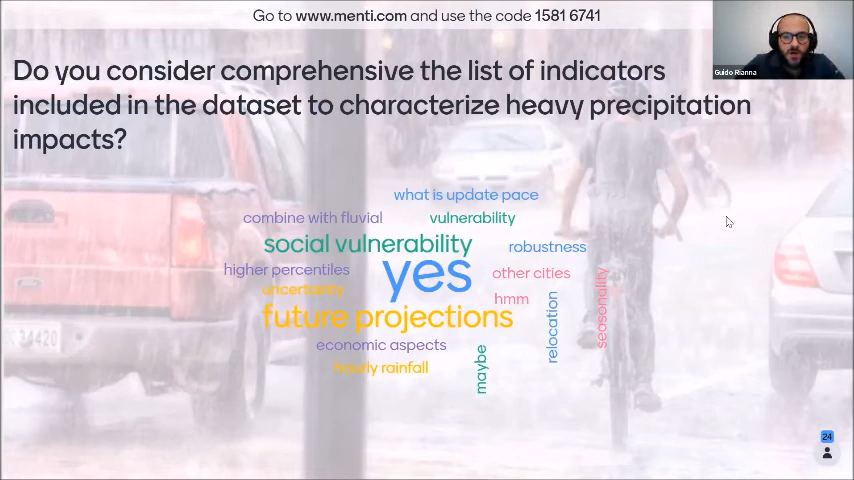 Go to www.menti.com and use the code 1581 6741
Guido Rianna
Do you consider comprehensive the list of indicators
included in the dataset to characterize heavy precipitation
impacts?
what is update pace
combine with fluvial
vulnerability
social vulnerability
robustness
higher percentiles
yes
other cities
uncertainty
hmm
seasonality
future projections
relocation
economic aspects
hourly rainfall
maybe
34420
24